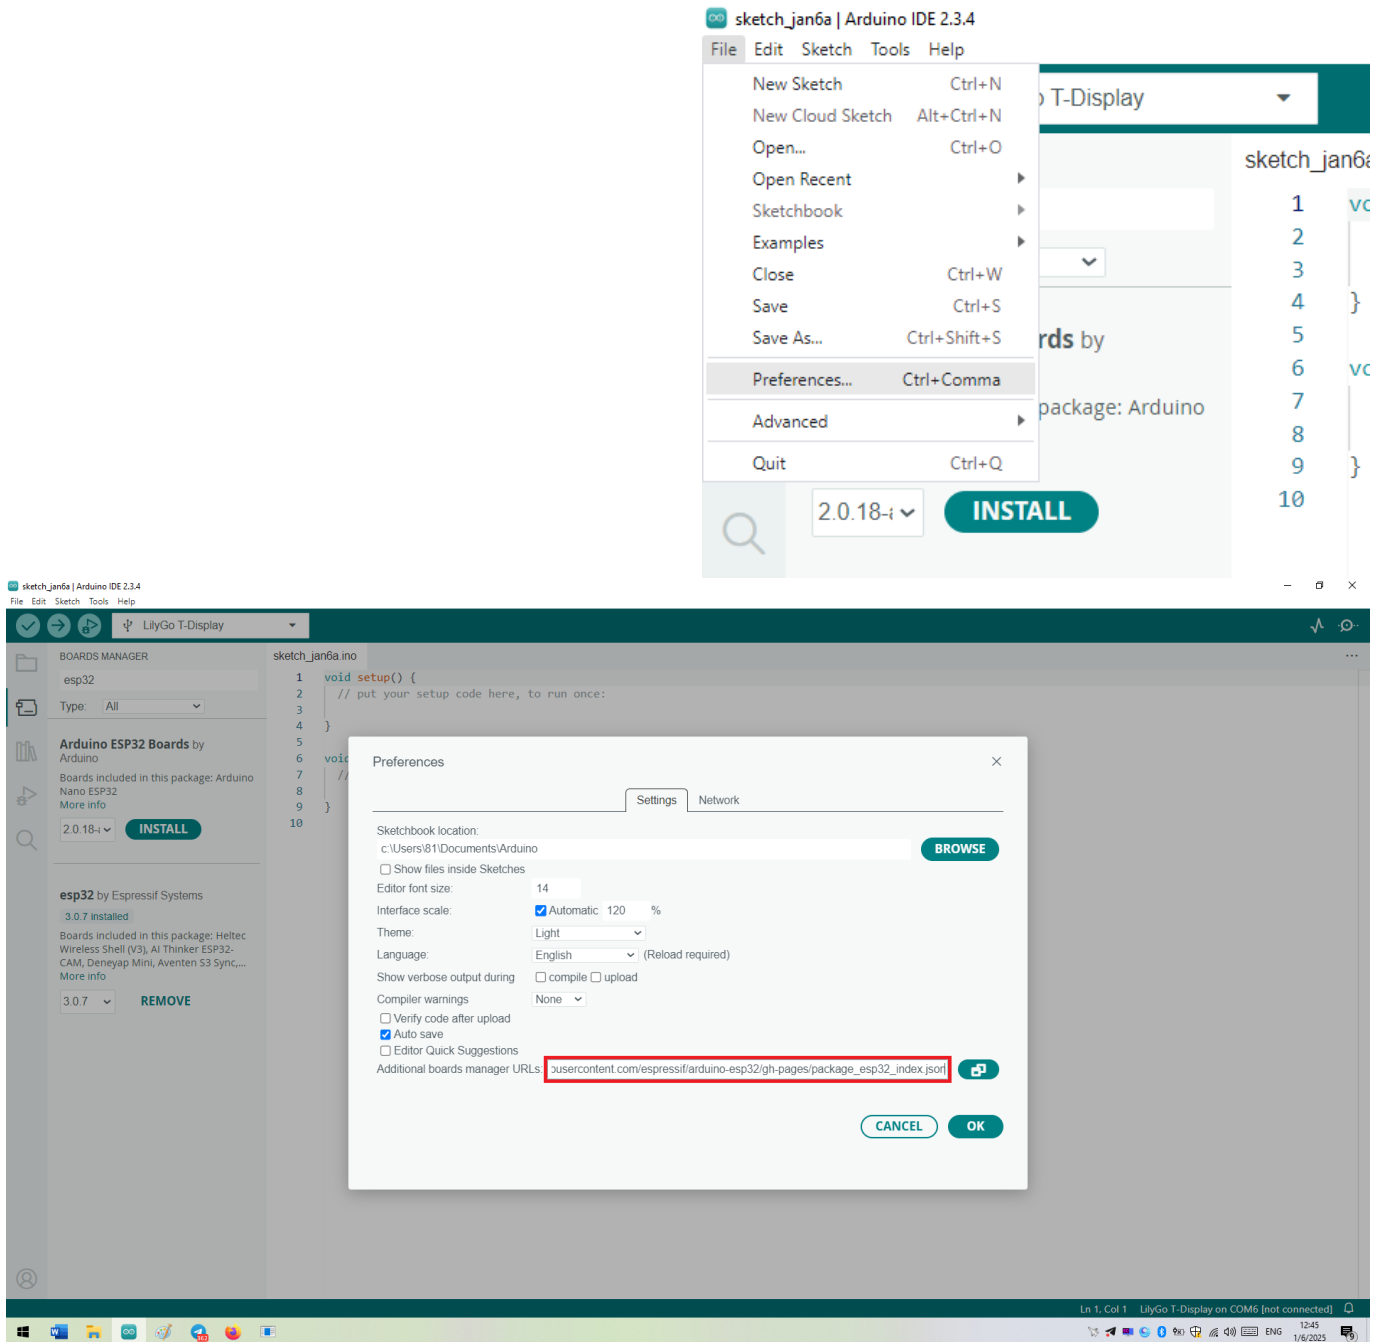 sketch_jan6a | Arduino IDE 2.3.4
File Edit Sketch Tools Help
New Sketch Ctrl+N
New Cloud Sketch Alt+Ctrl+N
Open... Ctrl+O
Open Recent
Sketchbook
Examples
Close Ctrl+W
Save Ctrl+S
Save As... Ctrl+Shift+S
Preferences... Ctrl+Comma
Advanced
Quit Ctrl+Q
T-Display
sketch_jan6a
1 vo
2
3
4 }
5
6 vo
7
8
9 }
10
rds by
package: Arduino
2.0.18-a INSTALL
sketch_jan6a | Arduino IDE 2.3.4
File Edit Sketch Tools Help
LilyGo T-Display
BOARDS MANAGER
esp32
Type: All
Arduino ESP32 Boards by
Arduino
Boards included in this package: Arduino
Nano ESP32
More info
2.0.18-a INSTALL
esp32 by Espressif Systems
3.0.7 installed
Boards included in this package: Heltec
Wireless Shell (V3), AI Thinker ESP32-
CAM, Deneyap Mini, Aventen S3 Sync,...
More info
3.0.7 REMOVE
sketch_jan6a.ino
1 void setup() {
2 // put your setup code here, to run once:
3
4 }
5
6 void
7 //
8
9 }
10
Preferences
Settings Network
Sketchbook location:
c:\Users\81\Documents\Arduino BROWSE
Show files inside Sketches
Editor font size: 14
Interface scale: Automatic 120 %
Theme: Light
Language: English (Reload required)
Show verbose output during compile upload
Compiler warnings None
Verify code after upload
Auto save
Editor Quick Suggestions
Additional boards manager URLs: ousercontent.com/espressif/arduino-esp32/gh-pages/package_esp32_index.json
CANCEL OK
Ln 1, Col 1 LilyGo T-Display on COM6 [not connected]
ENG
12:45
1/6/2025